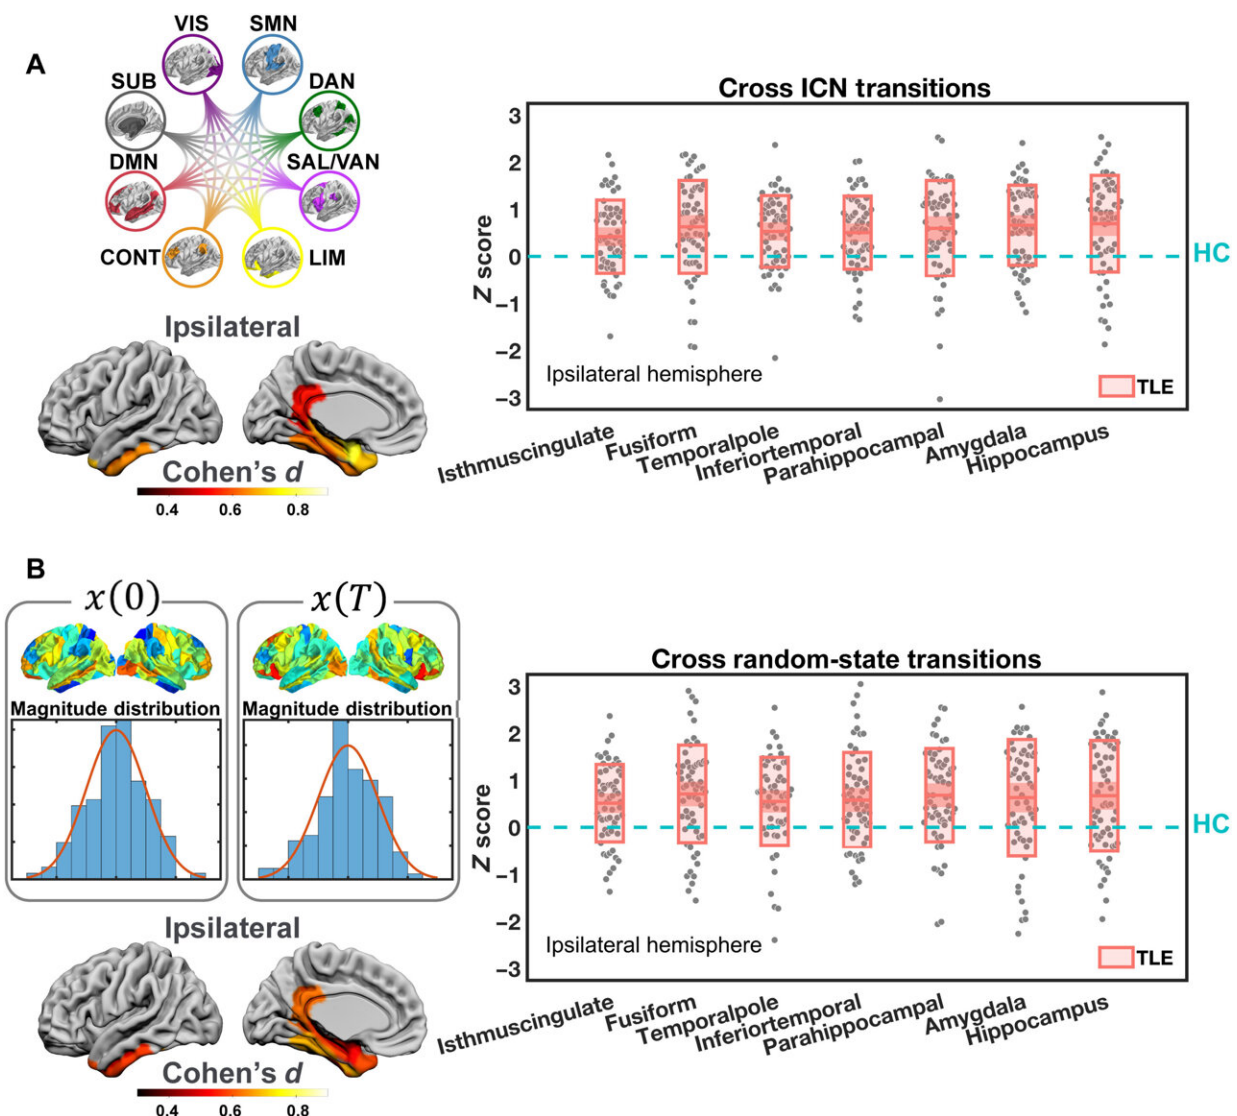 A
VIS
SMN
SUB
DAN
DMN
SAL/VAN
CONT
LIM
Ipsilateral
Cohen's d
0.4 0.6 0.8
Cross ICN transitions
Z score
3
2
1
0
−1
−2
−3
HC
Ipsilateral hemisphere
TLE
Isthmuscingulate
Fusiform
Temporalpole
Inferiortemporal
Parahippocampal
Amygdala
Hippocampus
B
x(0)
x(T)
Magnitude distribution
Magnitude distribution
Ipsilateral
Cohen's d
0.4 0.6 0.8
Cross random-state transitions
Z score
3
2
1
0
−1
−2
−3
HC
Ipsilateral hemisphere
TLE
Isthmuscingulate
Fusiform
Temporalpole
Inferiortemporal
Parahippocampal
Amygdala
Hippocampus